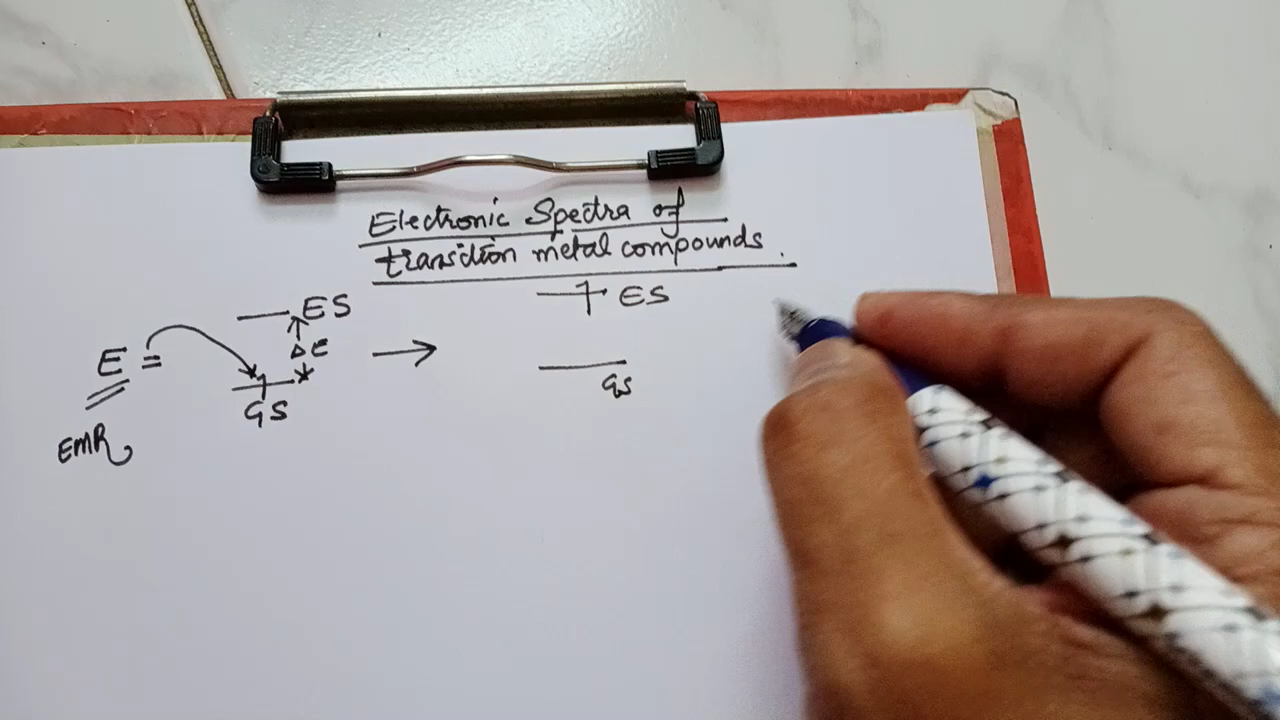 Electronic Spectra of
transition metal compounds.
ES
ES
E =
ΔE
→
GS
GS
EMR